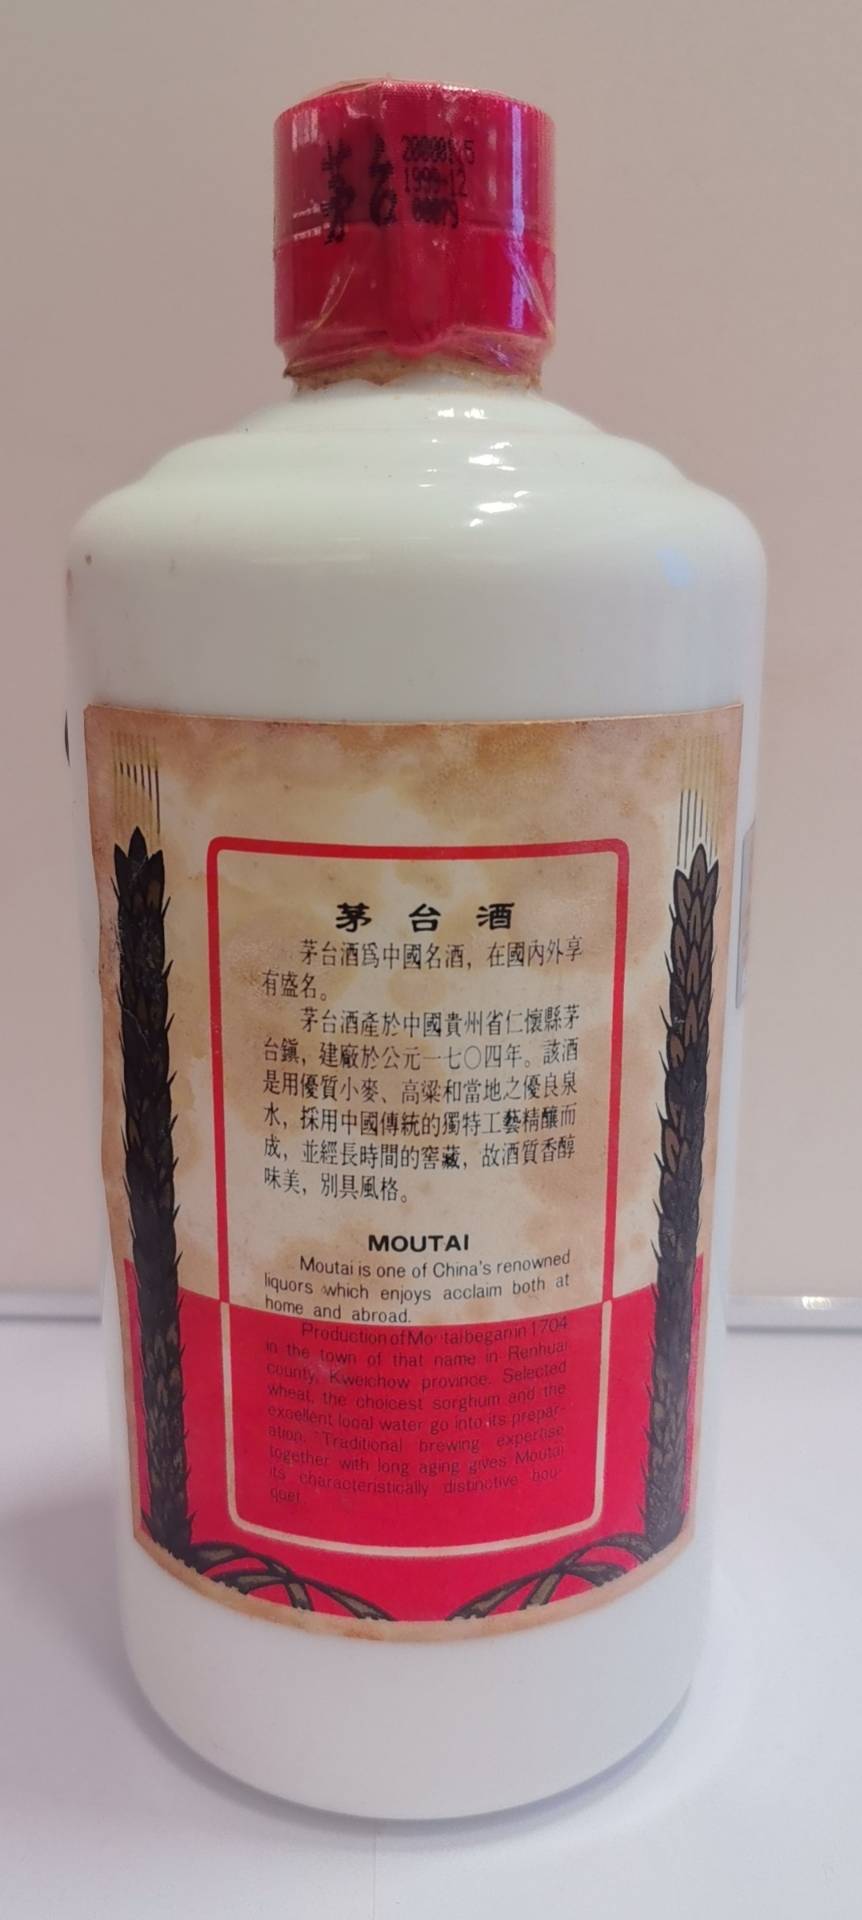 茅台
1999-12
茅台酒
茅台酒爲中國名酒，在國內外享
有盛名。
茅台酒產於中國貴州省仁懷縣茅
台鎭，建廠於公元一七〇四年。該酒
是用優質小麥、高粱和當地之優良泉
水，採用中國傳統的獨特工藝精釀而
成，並經長時間的窖藏，故酒質香醇
味美，別具風格。
MOUTAI
Moutai is one of China's renowned
liquors which enjoys acclaim both at
home and abroad.
Production of Moutai began in 1704
in the town of that name in Renhuai
county, Kweichow province. Selected
wheat, the choicest sorghum and the
excellent local water go into its prepar-
ation. Traditional brewing expertise
together with long aging gives Moutai
its characteristically distinctive bou-
quet.